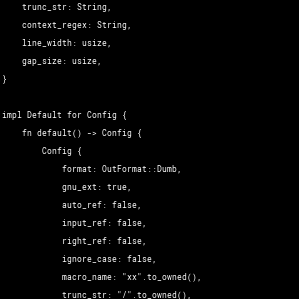 trunc_str: String,
context_regex: String,
line_width: usize,
gap_size: usize,
}
impl Default for Config {
fn default() -> Config {
Config {
format: OutFormat::Dumb,
gnu_ext: true,
auto_ref: false,
input_ref: false,
right_ref: false,
ignore_case: false,
macro_name: "xx".to_owned(),
trunc_str: "/".to_owned(),